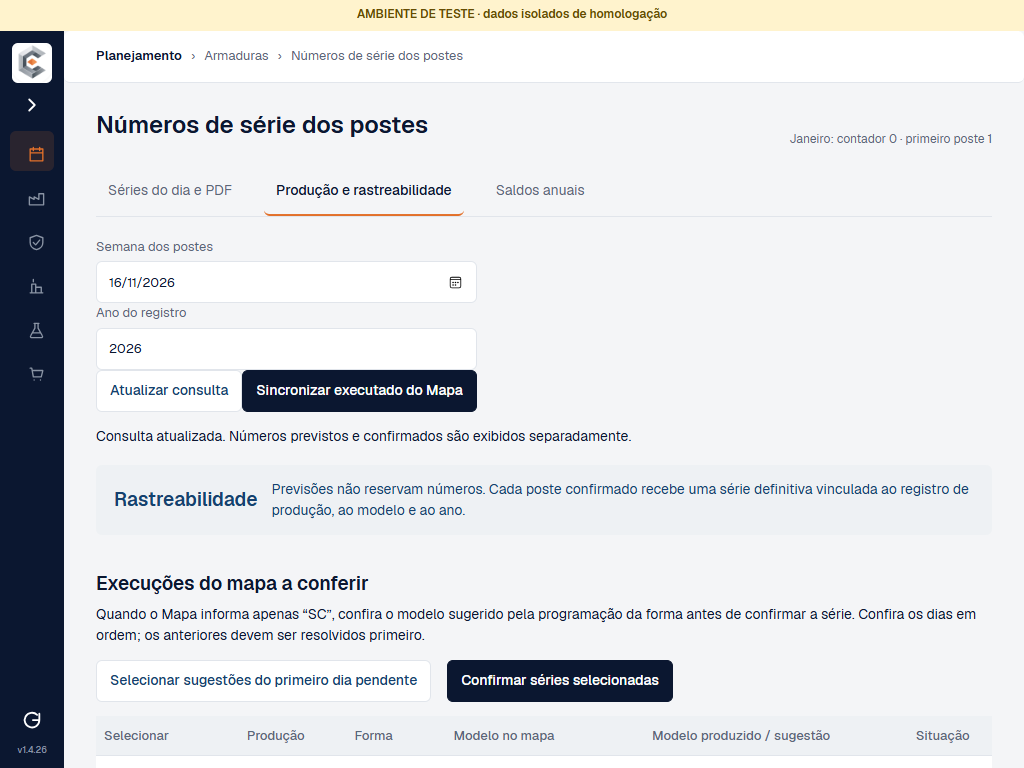 AMBIENTE DE TESTE · dados isolados de homologação
Planejamento › Armaduras › Números de série dos postes
Números de série dos postes
Janeiro: contador 0 · primeiro poste 1
Séries do dia e PDF Produção e rastreabilidade Saldos anuais
Semana dos postes
16/11/2026
Ano do registro
2026
Atualizar consulta Sincronizar executado do Mapa
Consulta atualizada. Números previstos e confirmados são exibidos separadamente.
Rastreabilidade
Previsões não reservam números. Cada poste confirmado recebe uma série definitiva vinculada ao registro de
produção, ao modelo e ao ano.
Execuções do mapa a conferir
Quando o Mapa informa apenas “SC”, confira o modelo sugerido pela programação da forma antes de confirmar a série. Confira os dias em
ordem; os anteriores devem ser resolvidos primeiro.
Selecionar sugestões do primeiro dia pendente Confirmar séries selecionadas
Selecionar Produção Forma Modelo no mapa Modelo produzido / sugestão Situação
v1.4.26